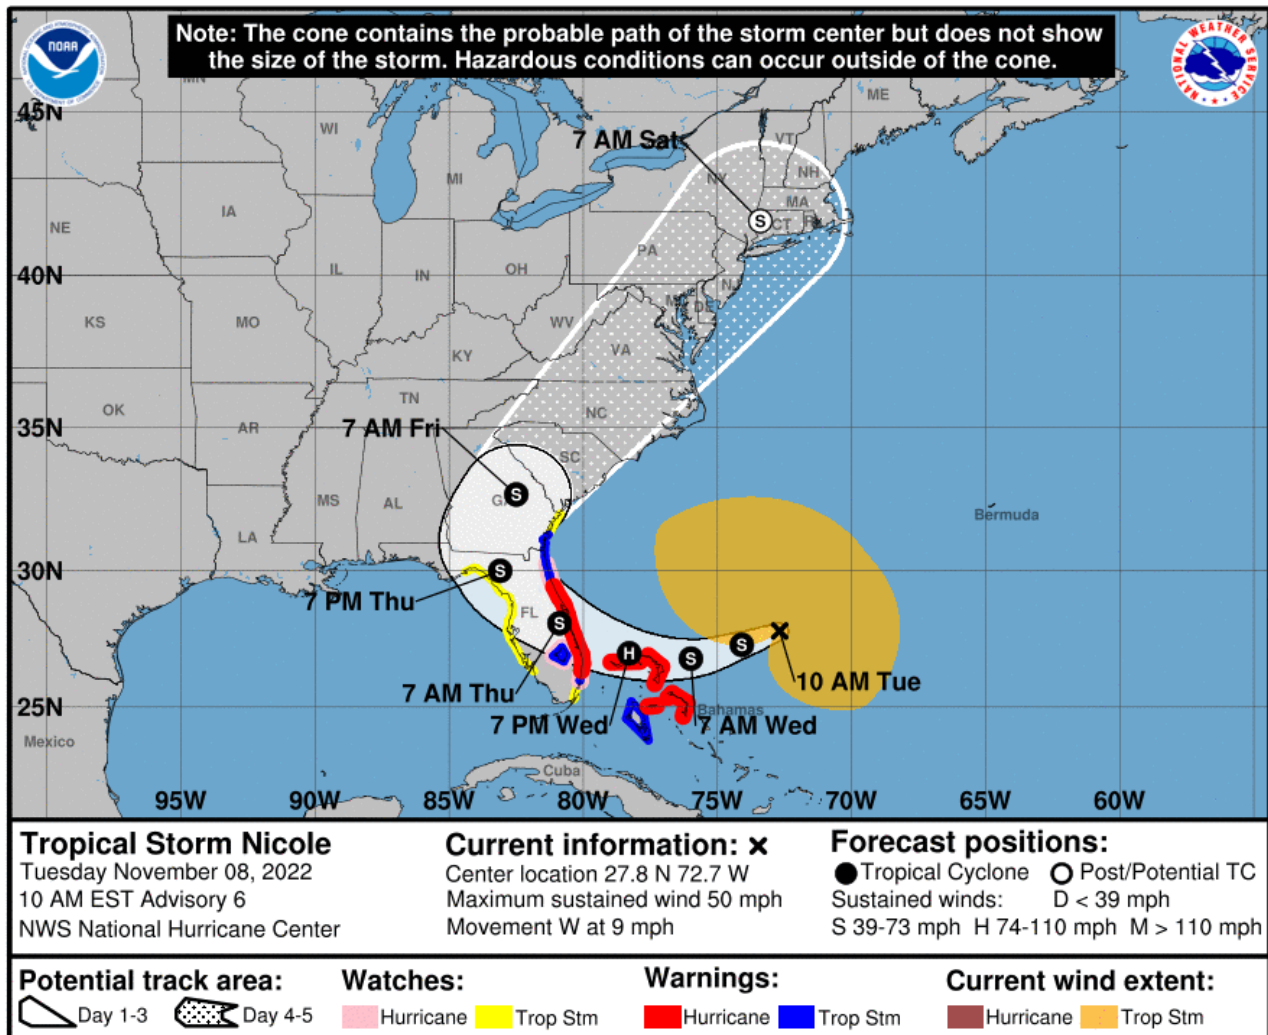 Note: The cone contains the probable path of the storm center but does not show
the size of the storm. Hazardous conditions can occur outside of the cone.
NOAA
NATIONAL WEATHER SERVICE
MN
ME
45N
WI
VT
7 AM Sat
MI
NY
NH
MA
IA
S
CT
NE
PA
40N
IL
IN
OH
NJ
DE
KS
MO
WV
VA
KY
OK
TN
NC
AR
35N
7 AM Fri
SC
S
MS
AL
Bermuda
LA
30N
S
7 PM Thu
FL
S
H
S
S
7 AM Thu
10 AM Tue
25N
Bahamas
7 PM Wed
7 AM Wed
Mexico
Cuba
95W 90W 85W 80W 75W 70W 65W 60W
Tropical Storm Nicole
Tuesday November 08, 2022
10 AM EST Advisory 6
NWS National Hurricane Center
Current information: ×
Center location 27.8 N 72.7 W
Maximum sustained wind 50 mph
Movement W at 9 mph
Forecast positions:
Tropical Cyclone Post/Potential TC
Sustained winds: D < 39 mph
S 39-73 mph H 74-110 mph M > 110 mph
Potential track area:
Day 1-3 Day 4-5
Watches:
Hurricane Trop Stm
Warnings:
Hurricane Trop Stm
Current wind extent:
Hurricane Trop Stm